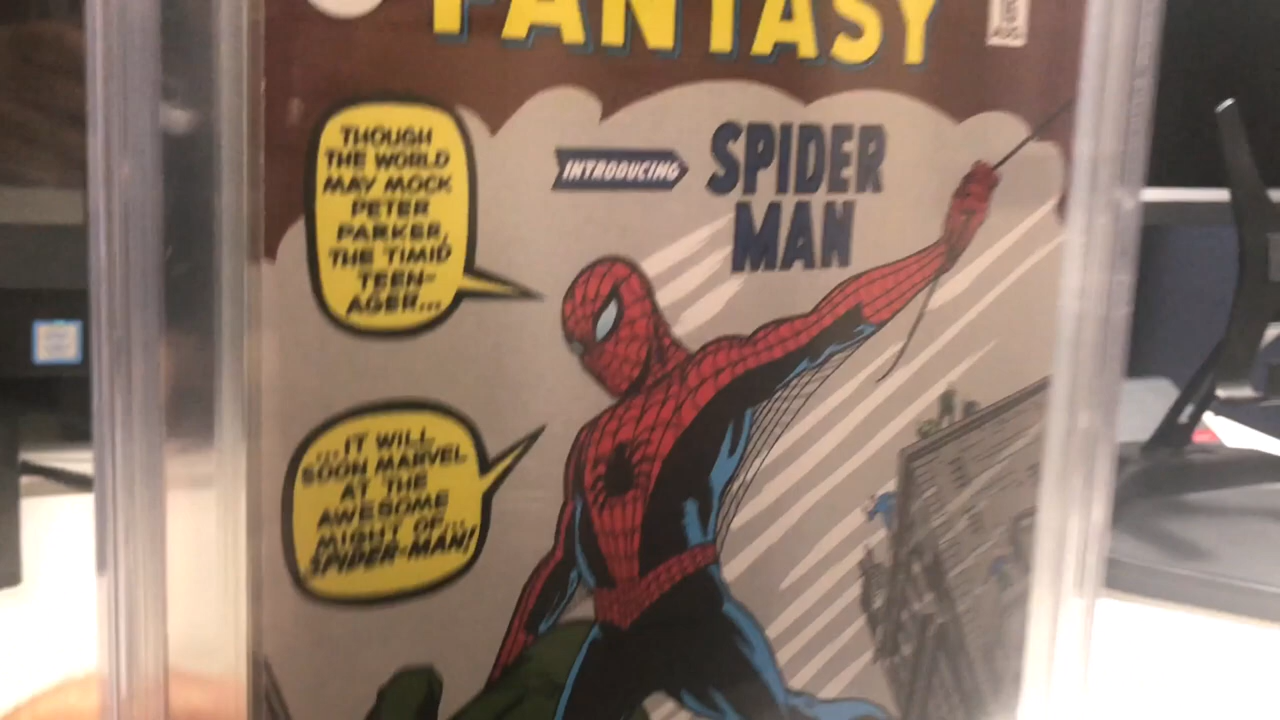 FANTASY
THOUGH
THE WORLD
MAY MOCK
PETER
PARKER,
THE TIMID
TEEN-
AGER...
INTRODUCING
SPIDER
MAN
...IT WILL
SOON MARVEL
AT THE
AWESOME
MIGHT OF...
SPIDER-MAN!